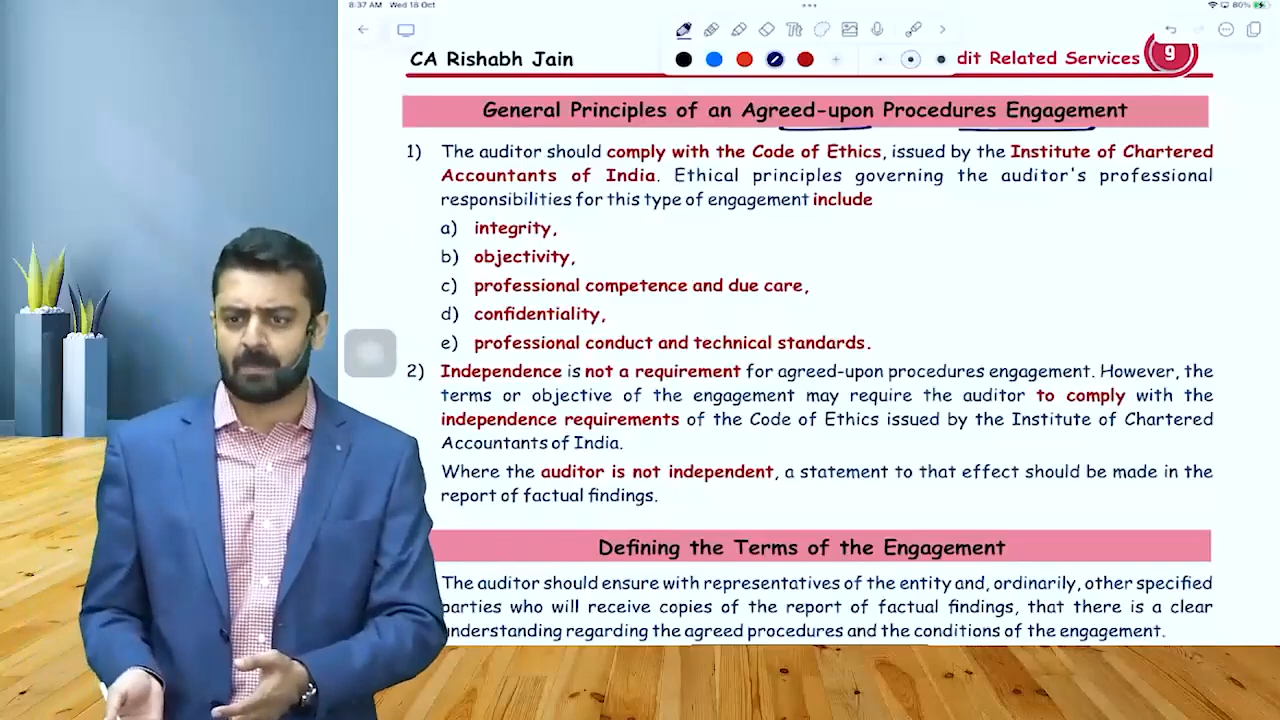 8:37 AM Wed 18 Oct
80%
CA Rishabh Jain
dit Related Services 9
General Principles of an Agreed-upon Procedures Engagement
1) The auditor should comply with the Code of Ethics, issued by the Institute of Chartered
Accountants of India. Ethical principles governing the auditor's professional
responsibilities for this type of engagement include
a) integrity,
b) objectivity,
c) professional competence and due care,
d) confidentiality,
e) professional conduct and technical standards.
2) Independence is not a requirement for agreed-upon procedures engagement. However, the
terms or objective of the engagement may require the auditor to comply with the
independence requirements of the Code of Ethics issued by the Institute of Chartered
Accountants of India.
Where the auditor is not independent, a statement to that effect should be made in the
report of factual findings.
Defining the Terms of the Engagement
The auditor should ensure with representatives of the entity and, ordinarily, other specified
parties who will receive copies of the report of factual findings, that there is a clear
understanding regarding the agreed procedures and the conditions of the engagement.